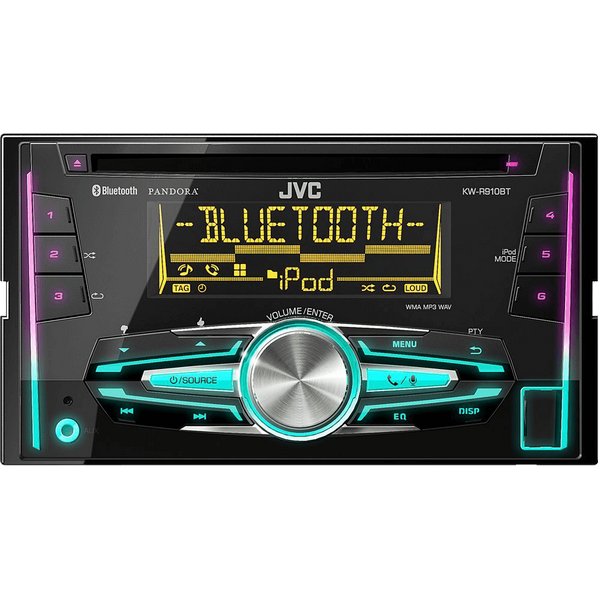 Bluetooth PANDORA JVC KW-R910BT
-BLUETOOTH-
iPod
TAG LOUD
WMA MP3 WAV
1 4
2 iPod MODE 5
3 6
VOLUME/ENTER
PTY
MENU
/SOURCE
EQ DISP
AUX